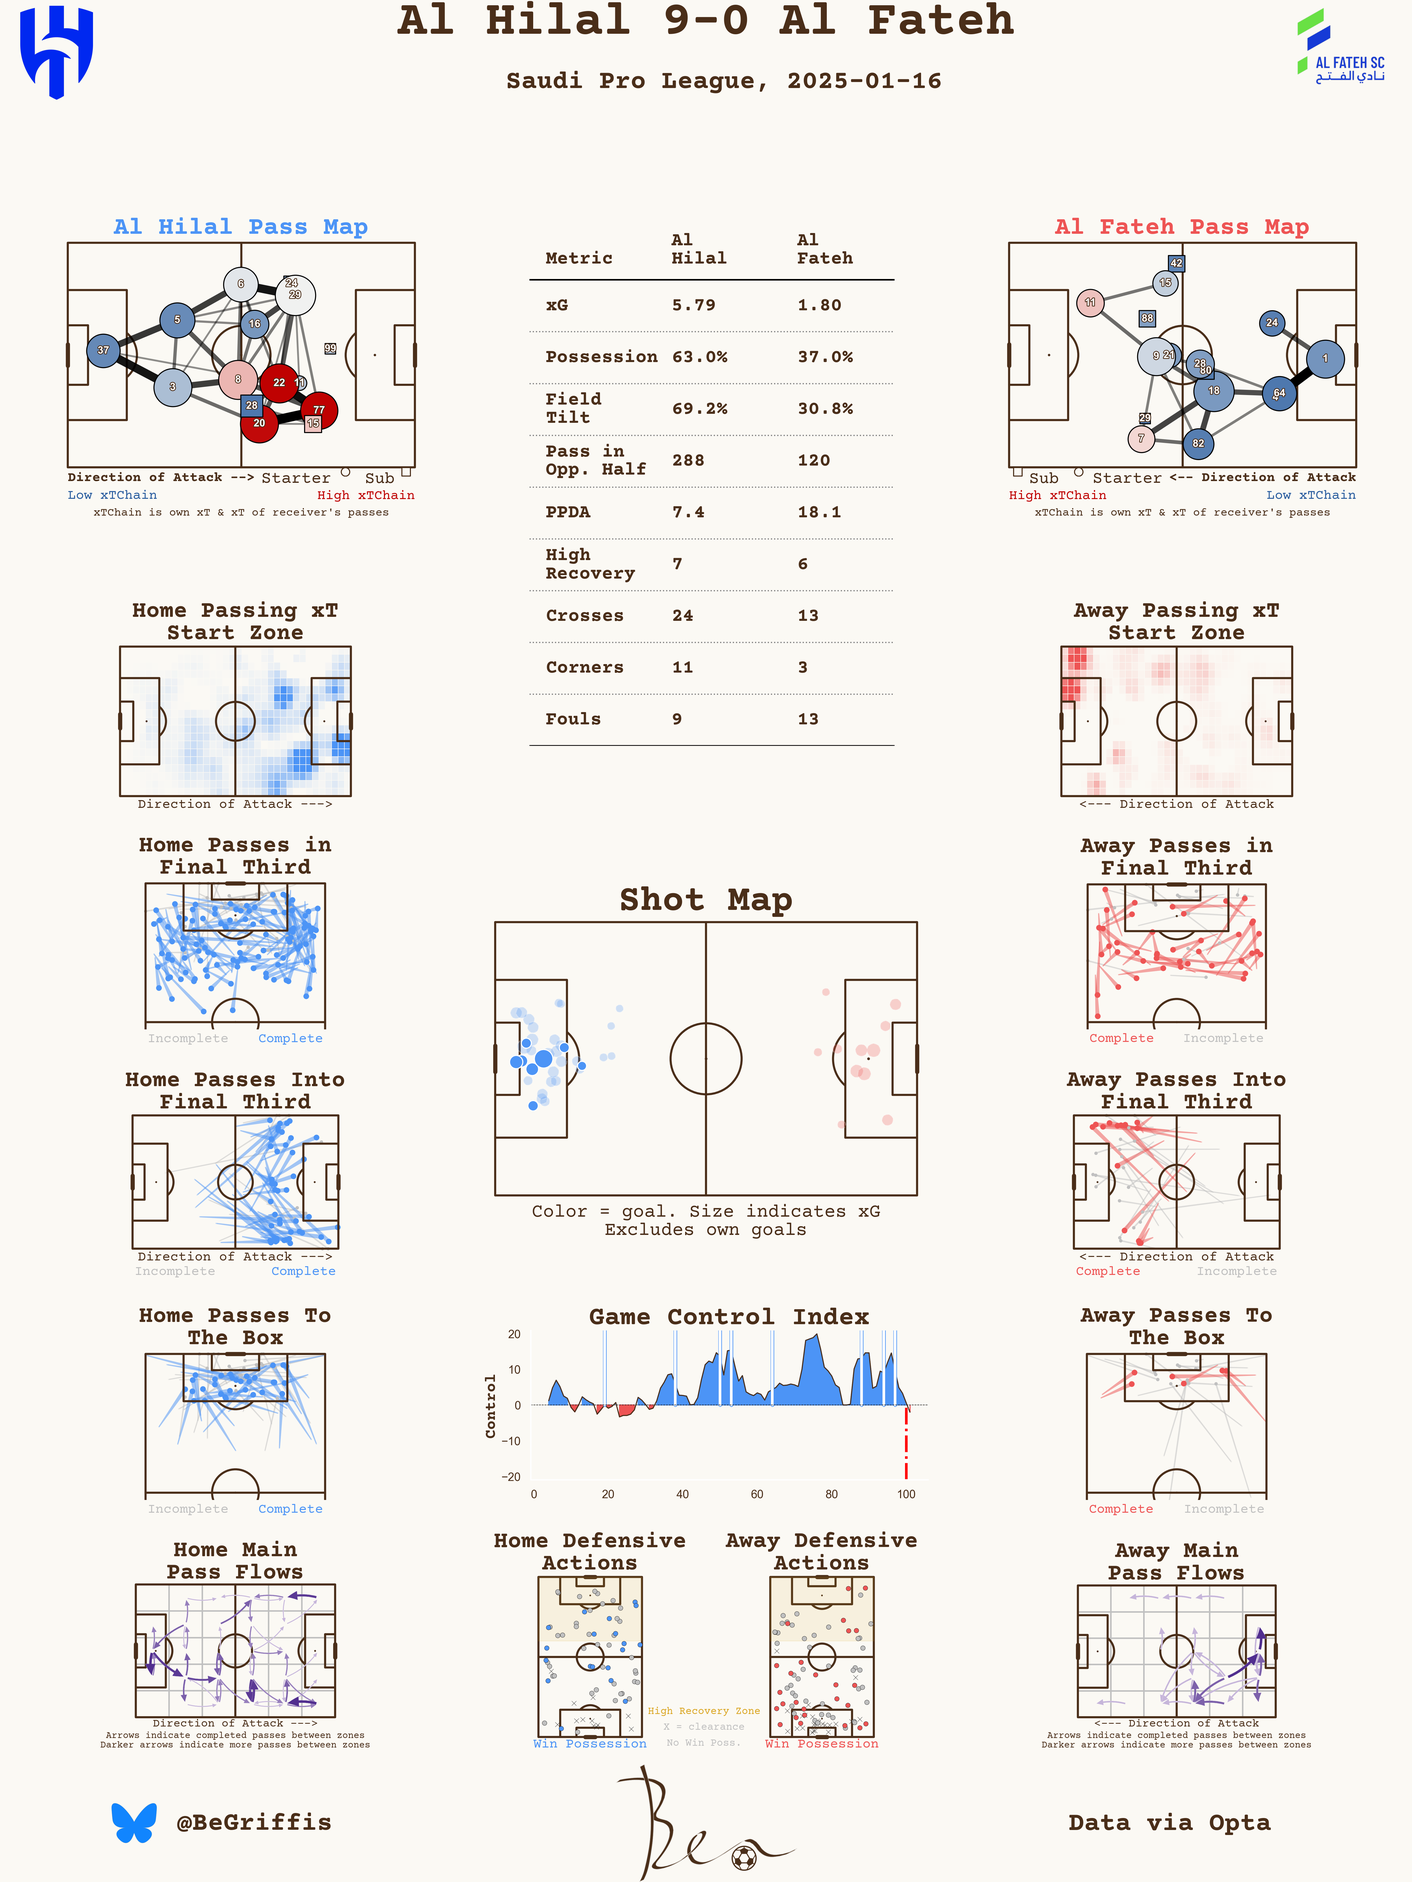 Al Hilal 9-0 Al Fateh
Saudi Pro League, 2025-01-16
AL FATEH SC
نادي الفتح
Al Hilal Pass Map
6
24
29
5
16
37
99
3
8
22
11
28
77
20
15
Direction of Attack --> Starter Sub
Low xTChain High xTChain
xTChain is own xT & xT of receiver's passes
Metric Al Hilal Al Fateh
xG 5.79 1.80
Possession 63.0% 37.0%
Field Tilt 69.2% 30.8%
Pass in Opp. Half 288 120
PPDA 7.4 18.1
High Recovery 7 6
Crosses 24 13
Corners 11 3
Fouls 9 13
Al Fateh Pass Map
42
15
11
88
24
9
21
28
80
1
18
64
29
7
82
Sub Starter <-- Direction of Attack
High xTChain Low xTChain
xTChain is own xT & xT of receiver's passes
Home Passing xT
Start Zone
Direction of Attack --->
Away Passing xT
Start Zone
<--- Direction of Attack
Home Passes in
Final Third
Incomplete Complete
Away Passes in
Final Third
Complete Incomplete
Shot Map
Color = goal. Size indicates xG
Excludes own goals
Home Passes Into
Final Third
Direction of Attack --->
Incomplete Complete
Away Passes Into
Final Third
<--- Direction of Attack
Complete Incomplete
Home Passes To
The Box
Incomplete Complete
Game Control Index
Control
20
10
0
−10
−20
0 20 40 60 80 100
Away Passes To
The Box
Complete Incomplete
Home Main
Pass Flows
Direction of Attack --->
Arrows indicate completed passes between zones
Darker arrows indicate more passes between zones
Home Defensive
Actions
Win Possession
High Recovery Zone
X = clearance
No Win Poss.
Away Defensive
Actions
Win Possession
Away Main
Pass Flows
<--- Direction of Attack
Arrows indicate completed passes between zones
Darker arrows indicate more passes between zones
@BeGriffis
Ben
Data via Opta